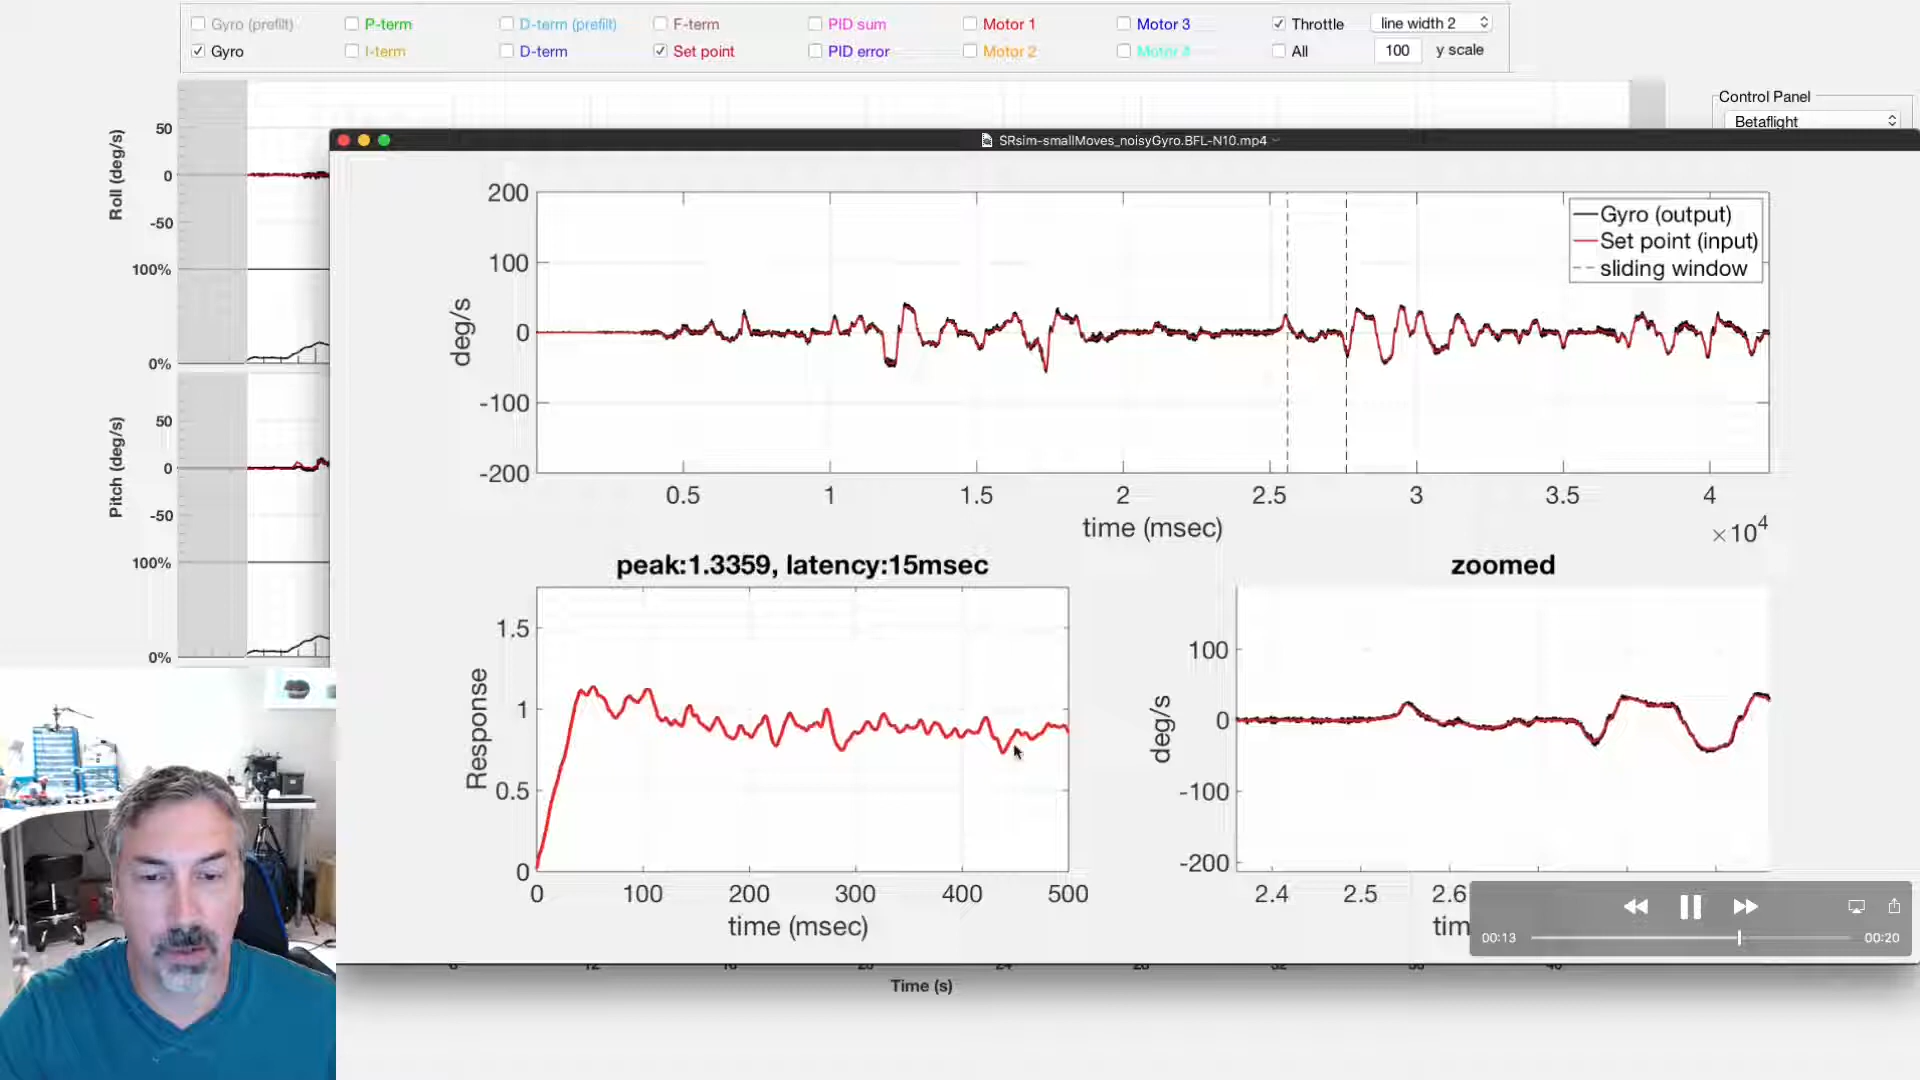 Gyro (prefilt) P-term D-term (prefilt) F-term PID sum Motor 1 Motor 3 Throttle line width 2
Gyro I-term D-term Set point PID error Motor 2 Motor 4 All 100 y scale
Control Panel
Betaflight
SRsim-smallMoves_noisyGyro.BFL-N10.mp4
Roll (deg/s)
50
0
-50
100%
0%
Pitch (deg/s)
50
0
-50
100%
0%
200
100
0
-100
-200
deg/s
Gyro (output)
Set point (input)
sliding window
0.5 1 1.5 2 2.5 3 3.5 4
time (msec)
×10^4
peak:1.3359, latency:15msec
1.5
1
0.5
0
Response
0 100 200 300 400 500
time (msec)
zoomed
100
0
-100
-200
deg/s
2.4 2.5 2.6
tim
00:13 00:20
Time (s)